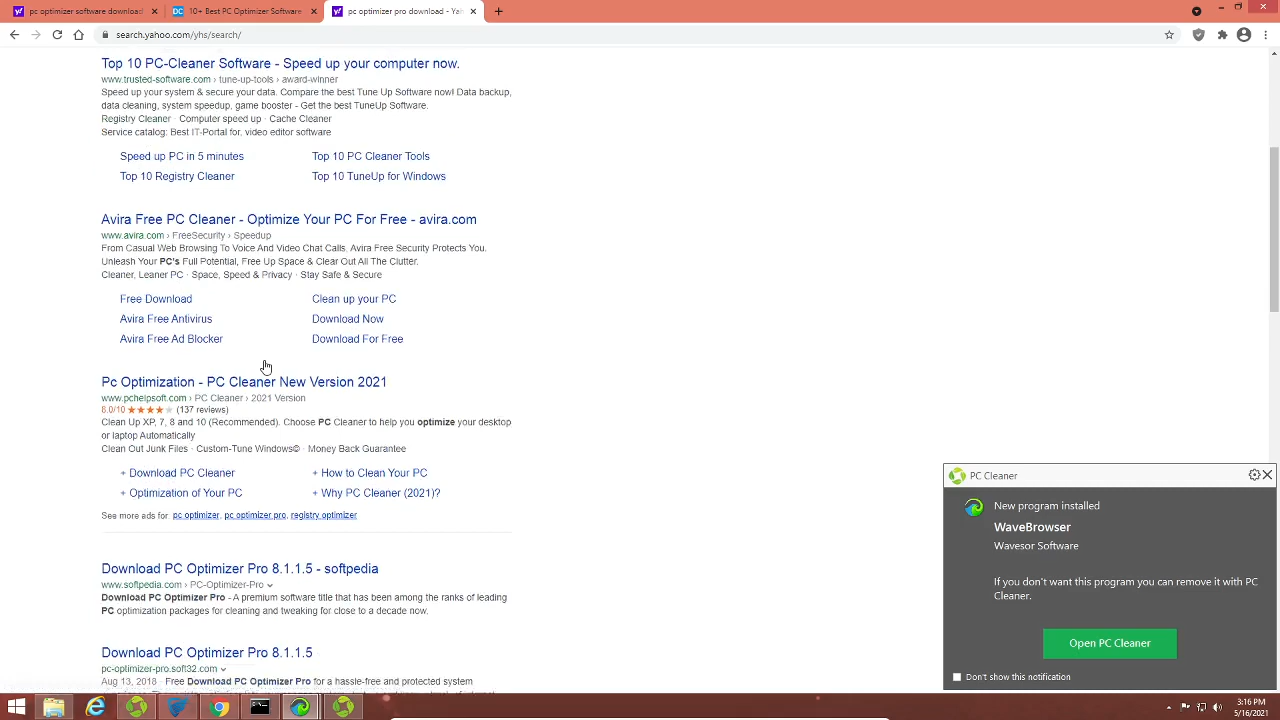 pc optimizer software download
10+ Best PC Optimizer Software
pc optimizer pro download - Ya
search.yahoo.com/yhs/search/
Top 10 PC-Cleaner Software - Speed up your computer now.
www.trusted-software.com › tune-up-tools › award-winner
Speed up your system & secure your data. Compare the best Tune Up Software now! Data backup,
data cleaning, system speedup, game booster - Get the best TuneUp Software.
Registry Cleaner · Computer speed up · Cache Cleaner
Service catalog: Best IT-Portal for, video editor software
Speed up PC in 5 minutes
Top 10 PC Cleaner Tools
Top 10 Registry Cleaner
Top 10 TuneUp for Windows
Avira Free PC Cleaner - Optimize Your PC For Free - avira.com
www.avira.com › FreeSecurity › Speedup
From Casual Web Browsing To Voice And Video Chat Calls, Avira Free Security Protects You.
Unleash Your PC's Full Potential, Free Up Space & Clear Out All The Clutter.
Cleaner, Leaner PC · Space, Speed & Privacy · Stay Safe & Secure
Free Download
Clean up your PC
Avira Free Antivirus
Download Now
Avira Free Ad Blocker
Download For Free
Pc Optimization - PC Cleaner New Version 2021
www.pchelpsoft.com › PC Cleaner › 2021 Version
8.0/10 ★★★★★ (137 reviews)
Clean Up XP, 7, 8 and 10 (Recommended). Choose PC Cleaner to help you optimize your desktop
or laptop Automatically
Clean Out Junk Files · Custom-Tune Windows© · Money Back Guarantee
+ Download PC Cleaner
+ How to Clean Your PC
+ Optimization of Your PC
+ Why PC Cleaner (2021)?
See more ads for pc optimizer, pc optimizer pro, registry optimizer
Download PC Optimizer Pro 8.1.1.5 - softpedia
www.softpedia.com › PC-Optimizer-Pro
Download PC Optimizer Pro - A premium software title that has been among the ranks of leading
PC optimization packages for cleaning and tweaking for close to a decade now,
Download PC Optimizer Pro 8.1.1.5
pc-optimizer-pro.soft32.com
Aug 13, 2018 · Free Download PC Optimizer Pro for a hassle-free and protected system
PC Cleaner
New program installed
WaveBrowser
Wavesor Software
If you don't want this program you can remove it with PC
Cleaner.
Open PC Cleaner
Don't show this notification
3:16 PM
5/16/2021